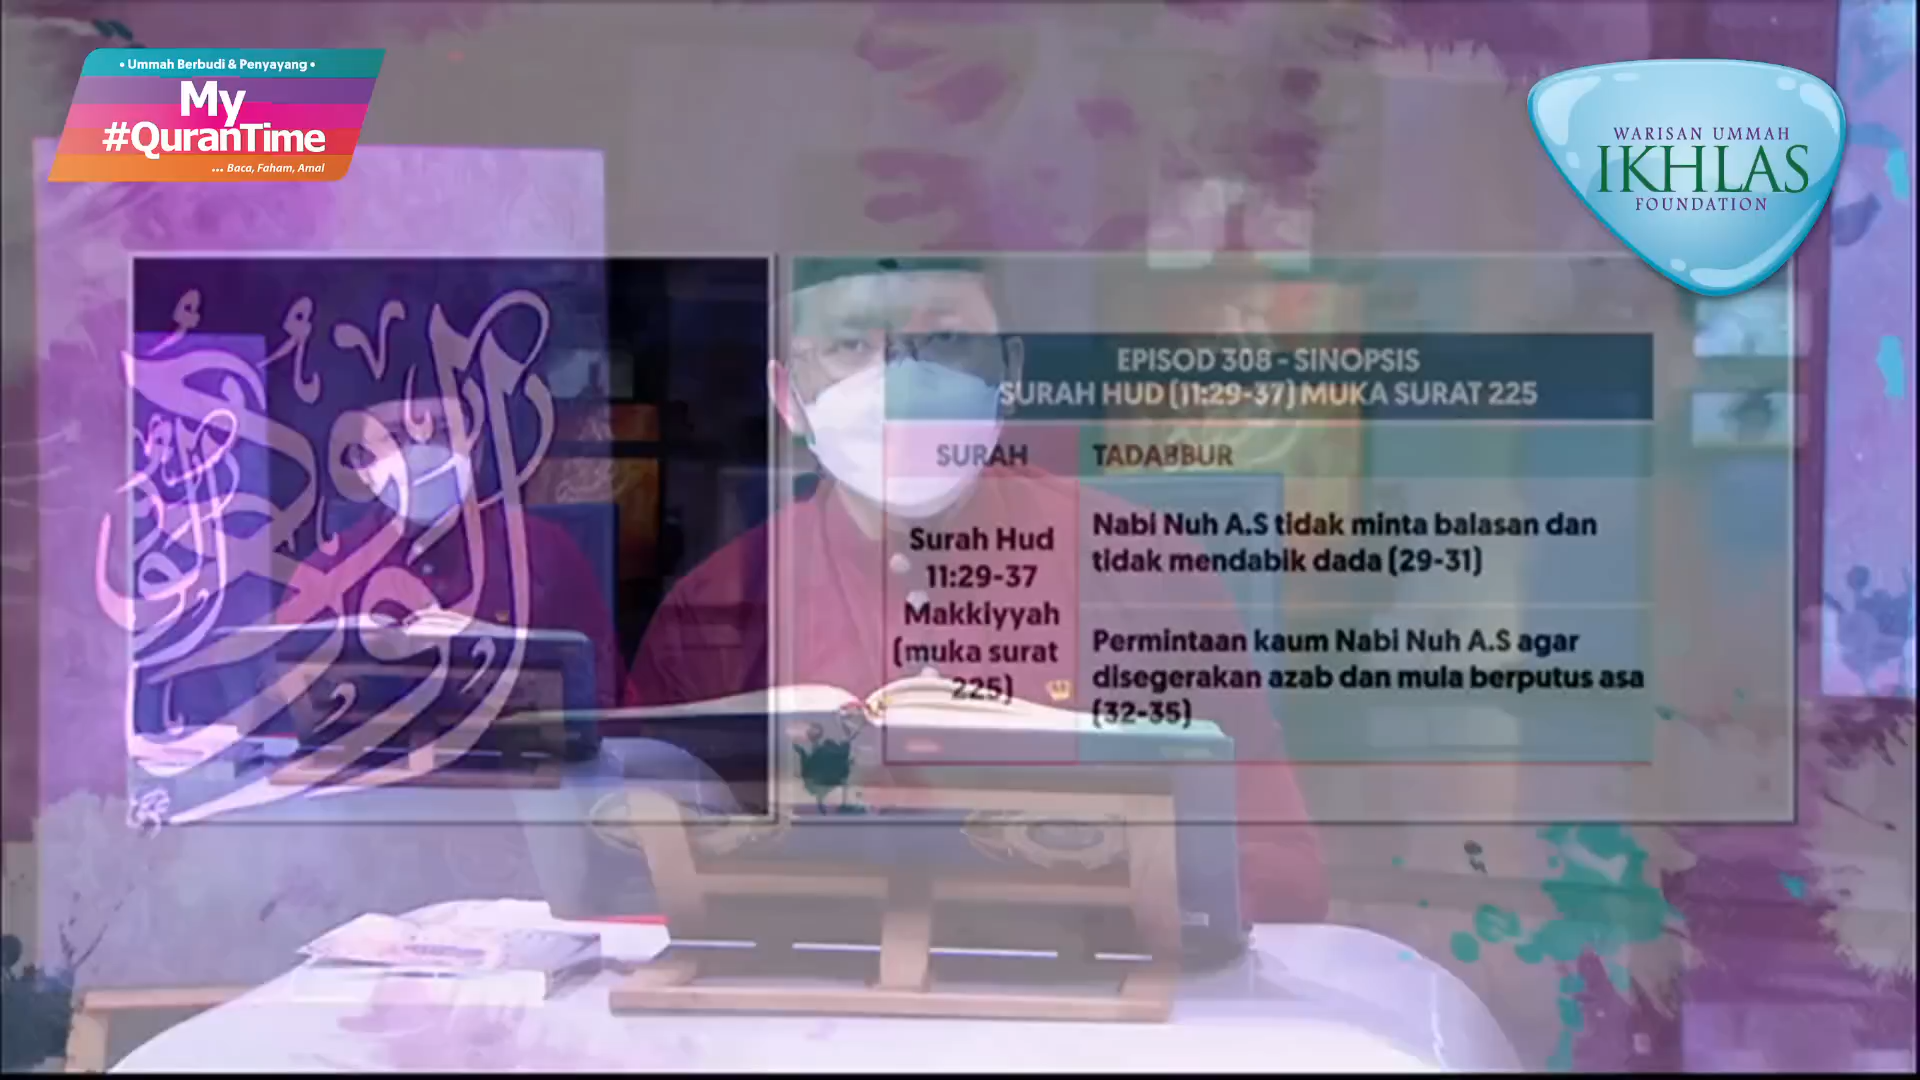 • Ummah Berbudi & Penyayang •
My
#QuranTime
... Baca, Faham, Amal
WARISAN UMMAH
IKHLAS
FOUNDATION
EPISOD 308 - SINOPSIS
SURAH HUD (11:29-37) MUKA SURAT 225
SURAH
TADABBUR
Surah Hud
11:29-37
Makkiyyah
(muka surat
225)
Nabi Nuh A.S tidak minta balasan dan
tidak mendabik dada (29-31)
Permintaan kaum Nabi Nuh A.S agar
disegerakan azab dan mula berputus asa
(32-35)